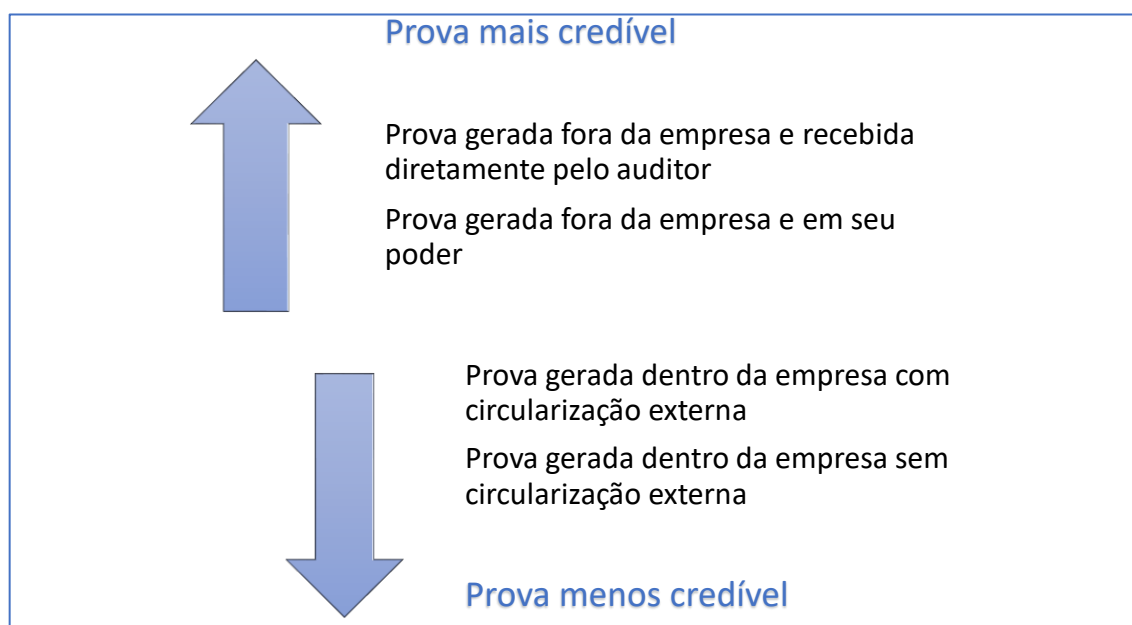 Prova mais credível
Prova gerada fora da empresa e recebida
diretamente pelo auditor
Prova gerada fora da empresa e em seu
poder
Prova gerada dentro da empresa com
circularização externa
Prova gerada dentro da empresa sem
circularização externa
Prova menos credível